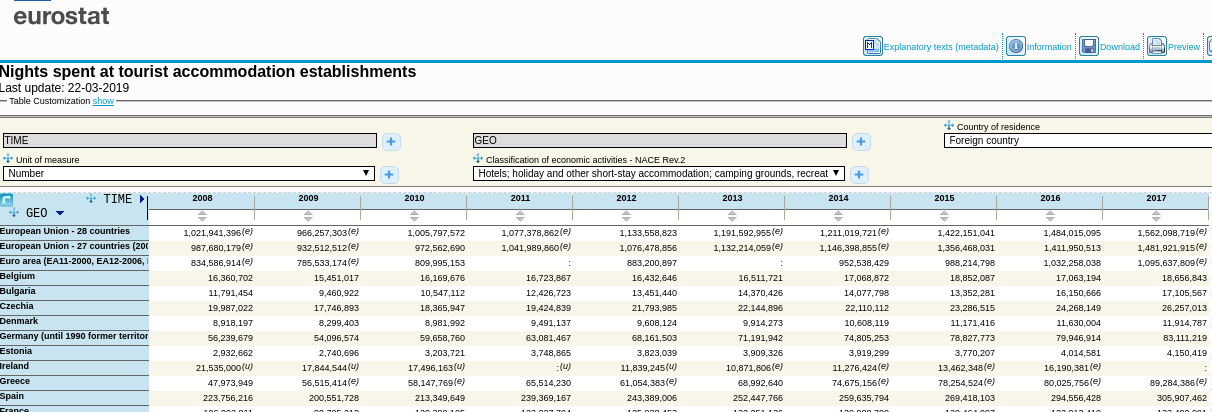 eurostat
Explanatory texts (metadata) Information Download Preview
Nights spent at tourist accommodation establishments
Last update: 22-03-2019
Table Customization show
Country of residence
TIME GEO Foreign country
Unit of measure Classification of economic activities - NACE Rev.2
Number Hotels; holiday and other short-stay accommodation; camping grounds, recreat
TIME 2008 2009 2010 2011 2012 2013 2014 2015 2016 2017
GEO
European Union - 28 countries 1,021,941,396(e) 966,257,303(e) 1,005,797,572 1,077,378,862(e) 1,133,558,823 1,191,592,955(e) 1,211,019,721(e) 1,422,151,041 1,484,015,095 1,562,098,719(e)
European Union - 27 countries (200 987,680,179(e) 932,512,512(e) 972,562,690 1,041,989,860(e) 1,076,478,856 1,132,214,059(e) 1,146,398,855(e) 1,356,468,031 1,411,950,513 1,481,921,915(e)
Euro area (EA11-2000, EA12-2006, 834,586,914(e) 785,533,174(e) 809,995,153 : 883,200,897 : 952,538,429 988,214,798 1,032,258,038 1,095,637,809(e)
Belgium 16,360,702 15,451,017 16,169,676 16,723,867 16,432,646 16,511,721 17,068,872 18,852,087 17,063,194 18,656,843
Bulgaria 11,791,454 9,460,922 10,547,112 12,426,723 13,451,440 14,370,426 14,077,798 13,352,281 16,150,666 17,105,567
Czechia 19,987,022 17,746,893 18,365,947 19,424,839 21,793,985 22,144,896 22,110,112 23,286,515 24,268,149 26,257,013
Denmark 8,918,197 8,299,403 8,981,992 9,491,137 9,608,124 9,914,273 10,608,119 11,171,416 11,630,004 11,914,787
Germany (until 1990 former territor 56,239,679 54,096,574 59,658,760 63,081,467 68,161,503 71,191,942 74,805,253 78,827,773 79,946,914 83,111,219
Estonia 2,932,662 2,740,696 3,203,721 3,748,865 3,823,039 3,909,326 3,919,299 3,770,207 4,014,581 4,150,419
Ireland 21,535,000(u) 17,844,544(u) 17,496,163(u) :(u) 11,839,245(u) 10,871,806(e) 11,276,424(e) 13,462,348(e) 16,190,381(e) :
Greece 47,973,949 56,515,414(e) 58,147,769(e) 65,514,230 61,054,383(e) 68,992,640 74,675,156(e) 78,254,524(e) 80,025,756(e) 89,284,386(e)
Spain 223,756,216 200,551,728 213,349,649 239,369,167 243,389,006 252,447,766 259,635,794 269,418,103 294,556,428 305,907,462
France